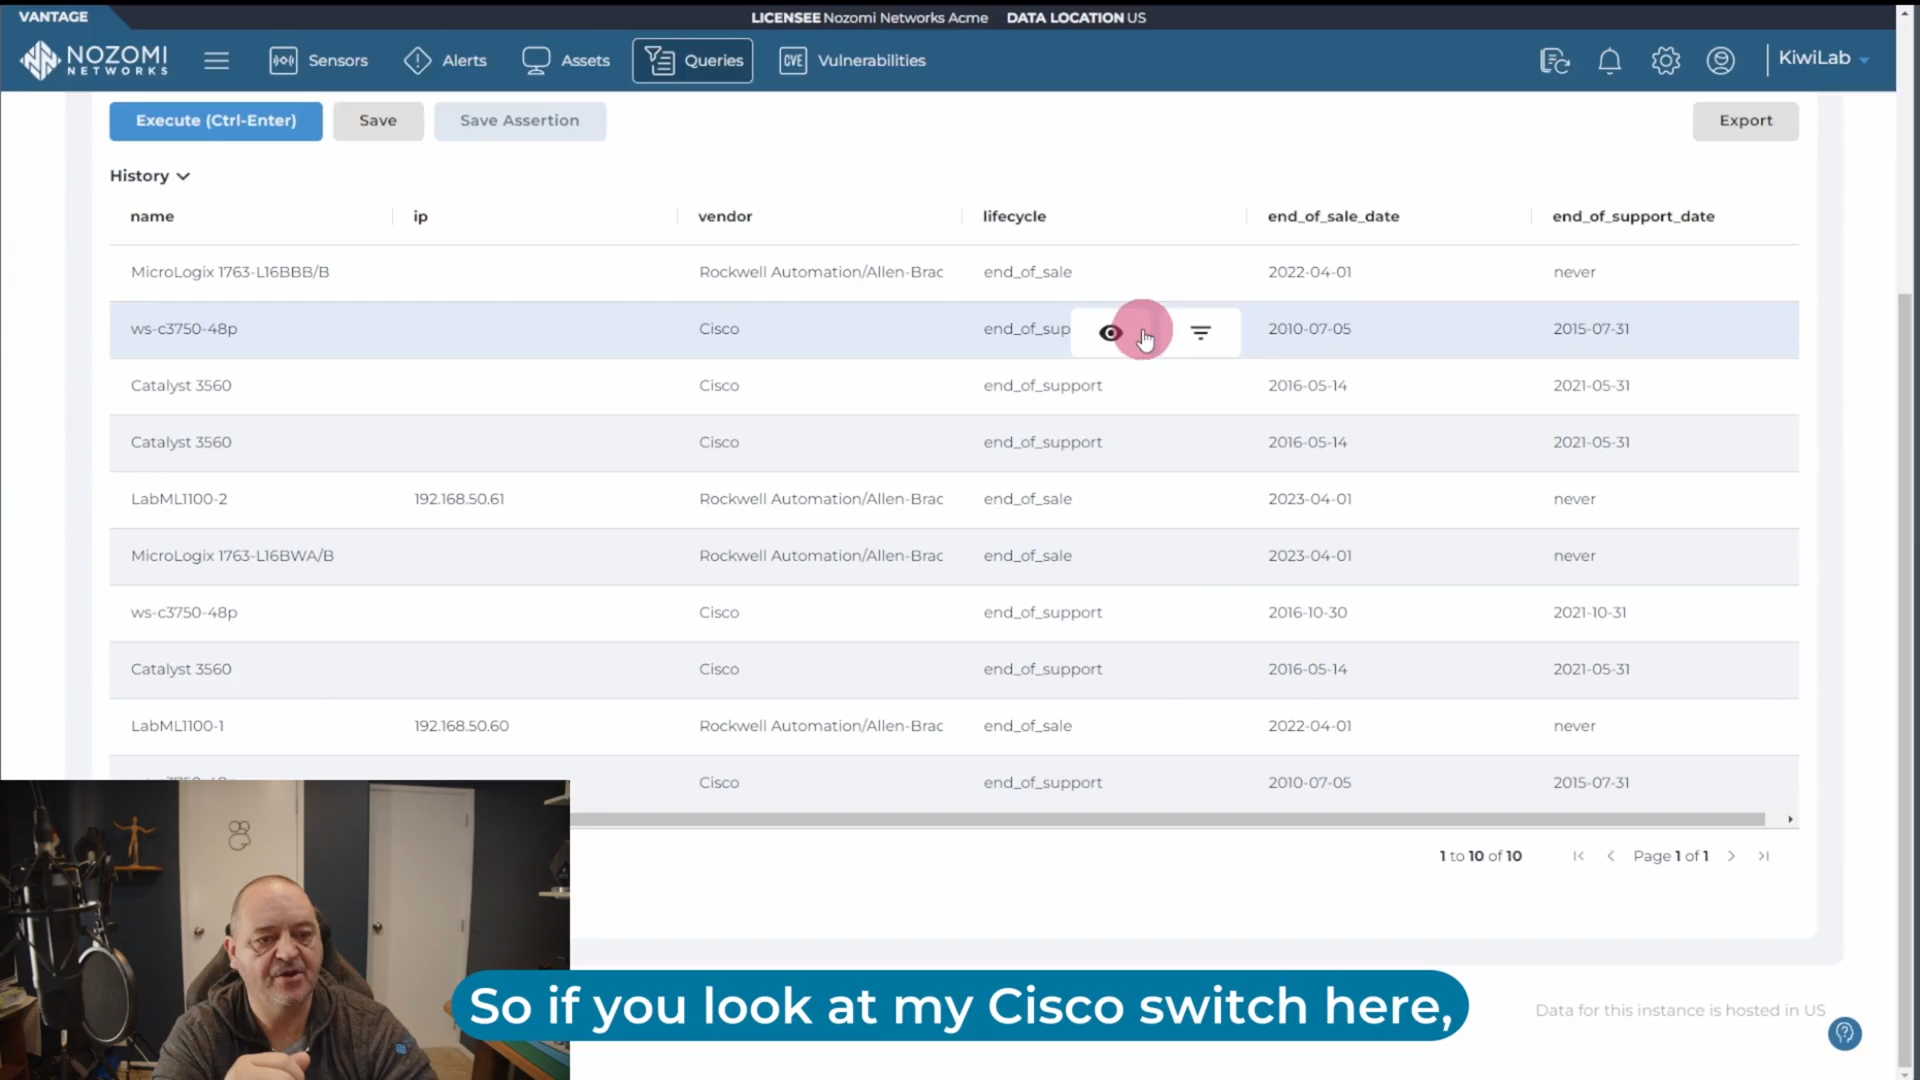 VANTAGE
LICENSEE Nozomi Networks Acme DATA LOCATION US
NOZOMI NETWORKS
Sensors Alerts Assets Queries CVE Vulnerabilities
KiwiLab
Execute (Ctrl-Enter) Save Save Assertion Export
History
name ip vendor lifecycle end_of_sale_date end_of_support_date
MicroLogix 1763-L16BBB/B Rockwell Automation/Allen-Brac end_of_sale 2022-04-01 never
ws-c3750-48p Cisco end_of_sup 2010-07-05 2015-07-31
Catalyst 3560 Cisco end_of_support 2016-05-14 2021-05-31
Catalyst 3560 Cisco end_of_support 2016-05-14 2021-05-31
LabML1100-2 192.168.50.61 Rockwell Automation/Allen-Brac end_of_sale 2023-04-01 never
MicroLogix 1763-L16BWA/B Rockwell Automation/Allen-Brac end_of_sale 2023-04-01 never
ws-c3750-48p Cisco end_of_support 2016-10-30 2021-10-31
Catalyst 3560 Cisco end_of_support 2016-05-14 2021-05-31
LabML1100-1 192.168.50.60 Rockwell Automation/Allen-Brac end_of_sale 2022-04-01 never
Cisco end_of_support 2010-07-05 2015-07-31
1 to 10 of 10 Page 1 of 1
So if you look at my Cisco switch here,
Data for this instance is hosted in US